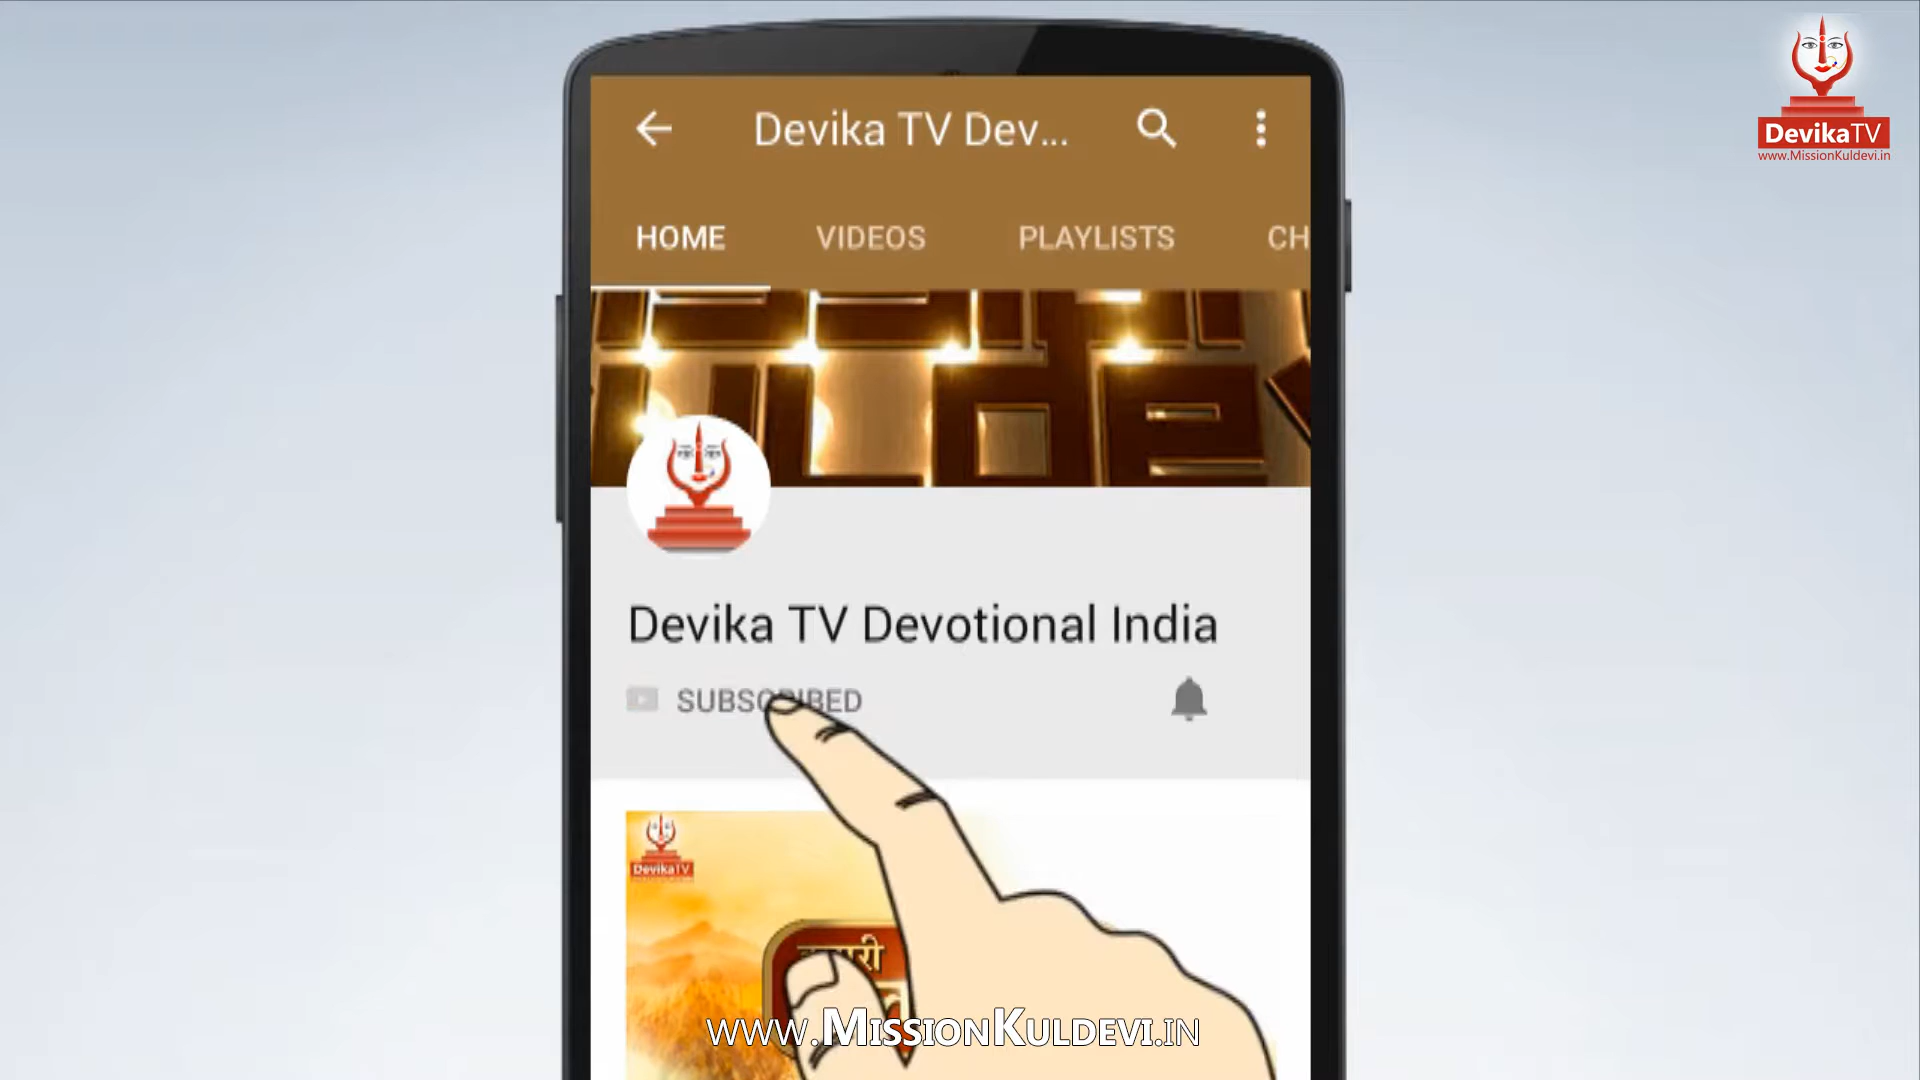 Devika TV Dev...
HOME VIDEOS PLAYLISTS CH
DevikaTV
www.MissionKuldevi.in
Devika TV Devotional India
SUBSCRIBED
DevikaTV
WWW.MISSIONKULDEVI.IN